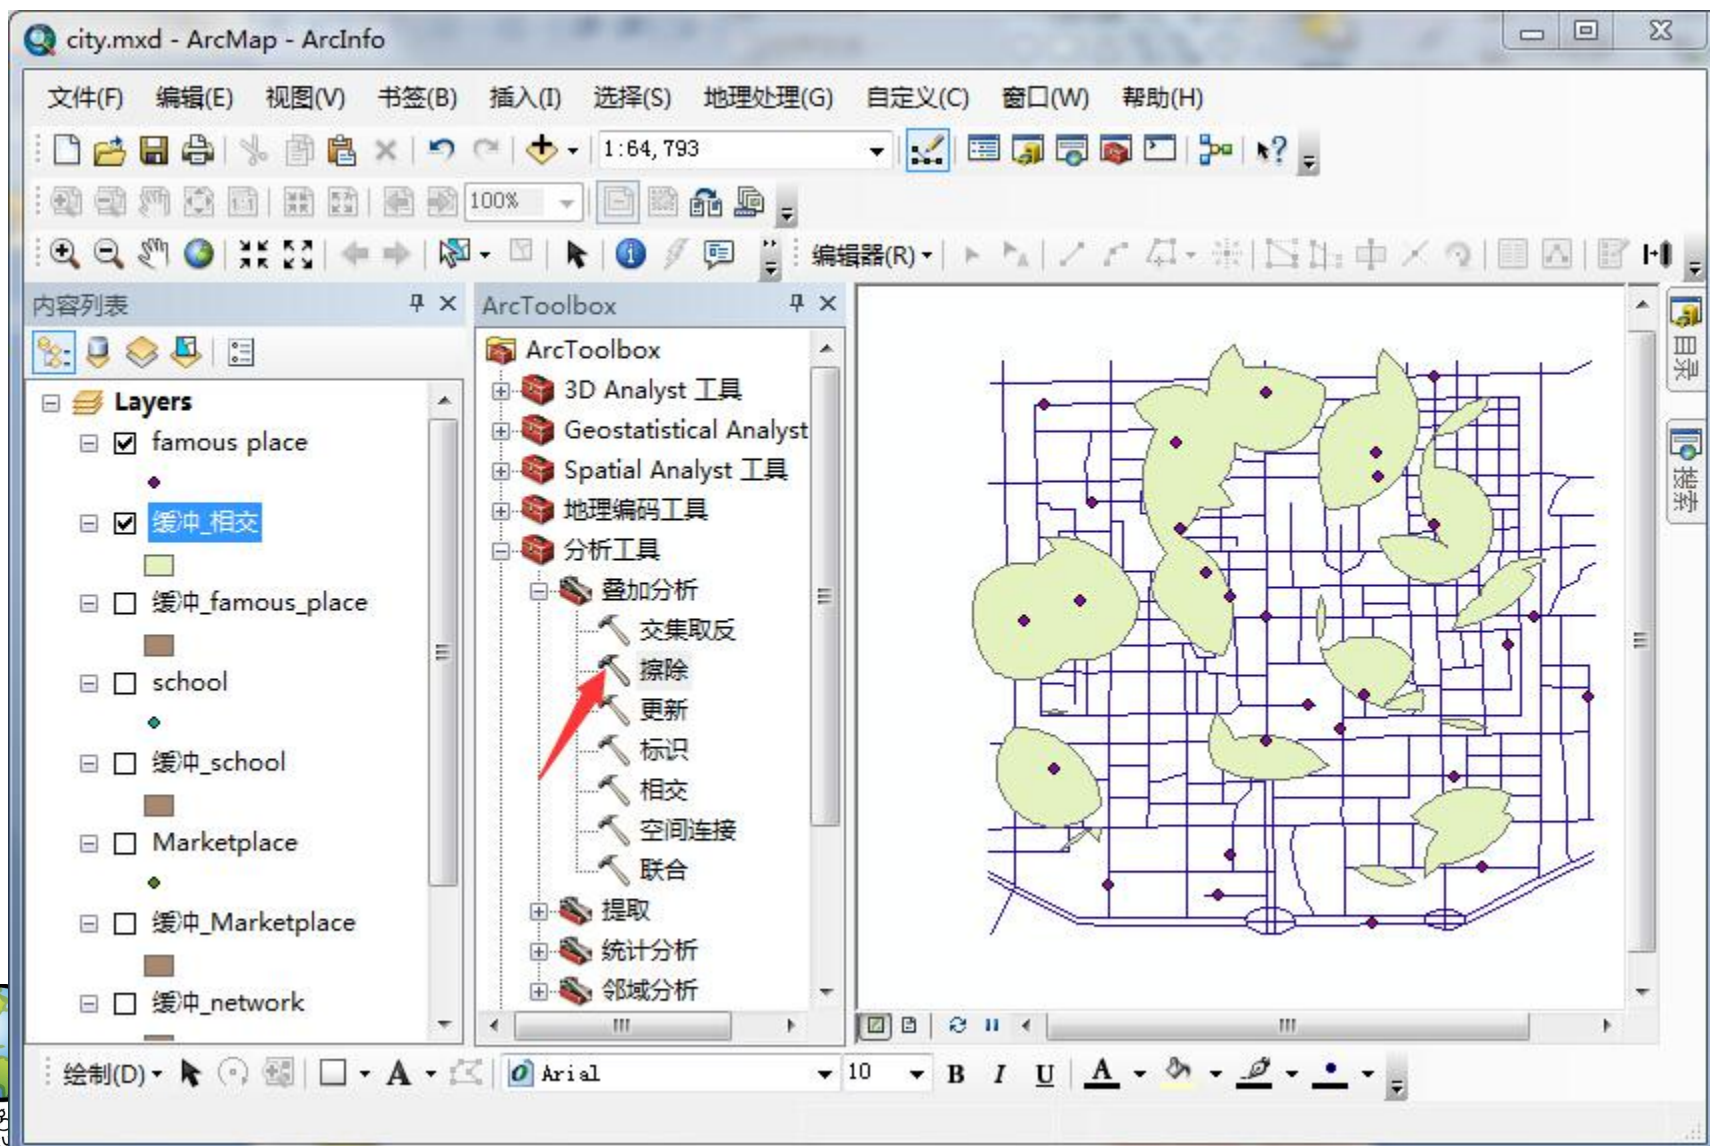 city.mxd - ArcMap - ArcInfo
文件(F) 编辑(E) 视图(V) 书签(B) 插入(I) 选择(S) 地理处理(G) 自定义(C) 窗口(W) 帮助(H)
1:64,793
100%
编辑器(R)
内容列表
Layers
famous place
缓冲_相交
缓冲_famous_place
school
缓冲_school
Marketplace
缓冲_Marketplace
缓冲_network
ArcToolbox
ArcToolbox
3D Analyst 工具
Geostatistical Analyst
Spatial Analyst 工具
地理编码工具
分析工具
叠加分析
交集取反
擦除
更新
标识
相交
空间连接
联合
提取
统计分析
邻域分析
目录
搜索
绘制(D) A Arial 10 B I U A